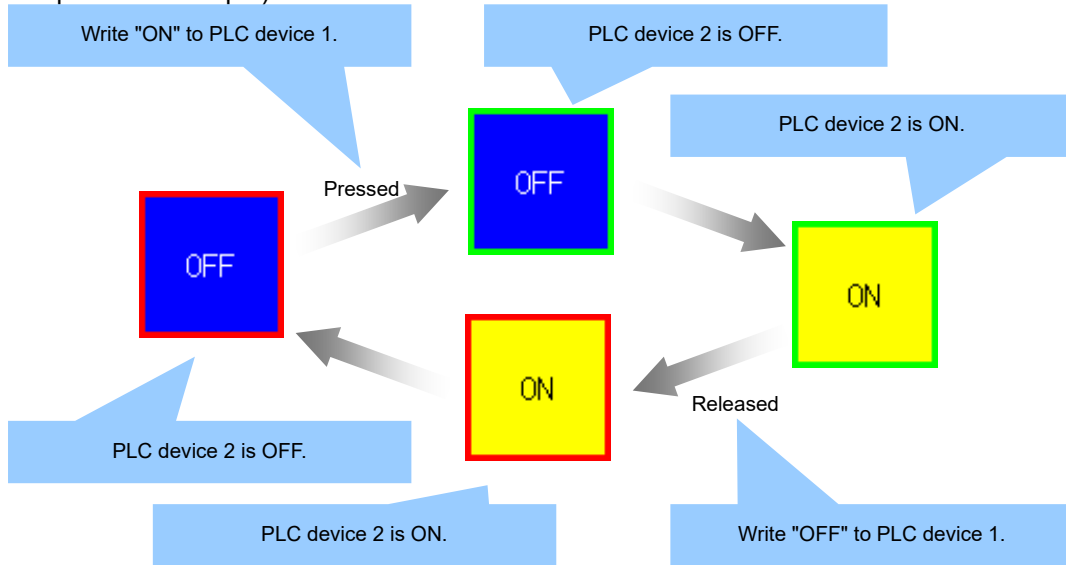 Write "ON" to PLC device 1.
PLC device 2 is OFF.
PLC device 2 is ON.
Pressed
OFF
OFF
ON
ON
Released
PLC device 2 is OFF.
PLC device 2 is ON.
Write "OFF" to PLC device 1.